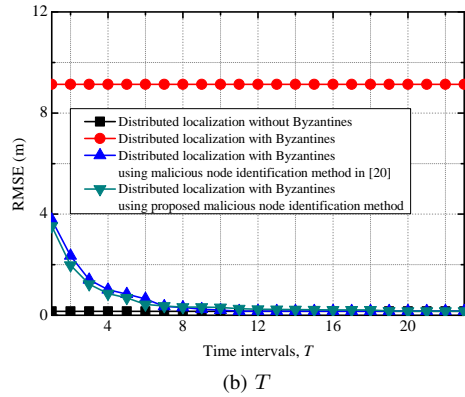 12
8
4
0
RMSE (m)
Distributed localization without Byzantines
Distributed localization with Byzantines
Distributed localization with Byzantines
using malicious node identification method in [20]
Distributed localization with Byzantines
using proposed malicious node identification method
4 8 12 16 20
Time intervals, T
(b) T